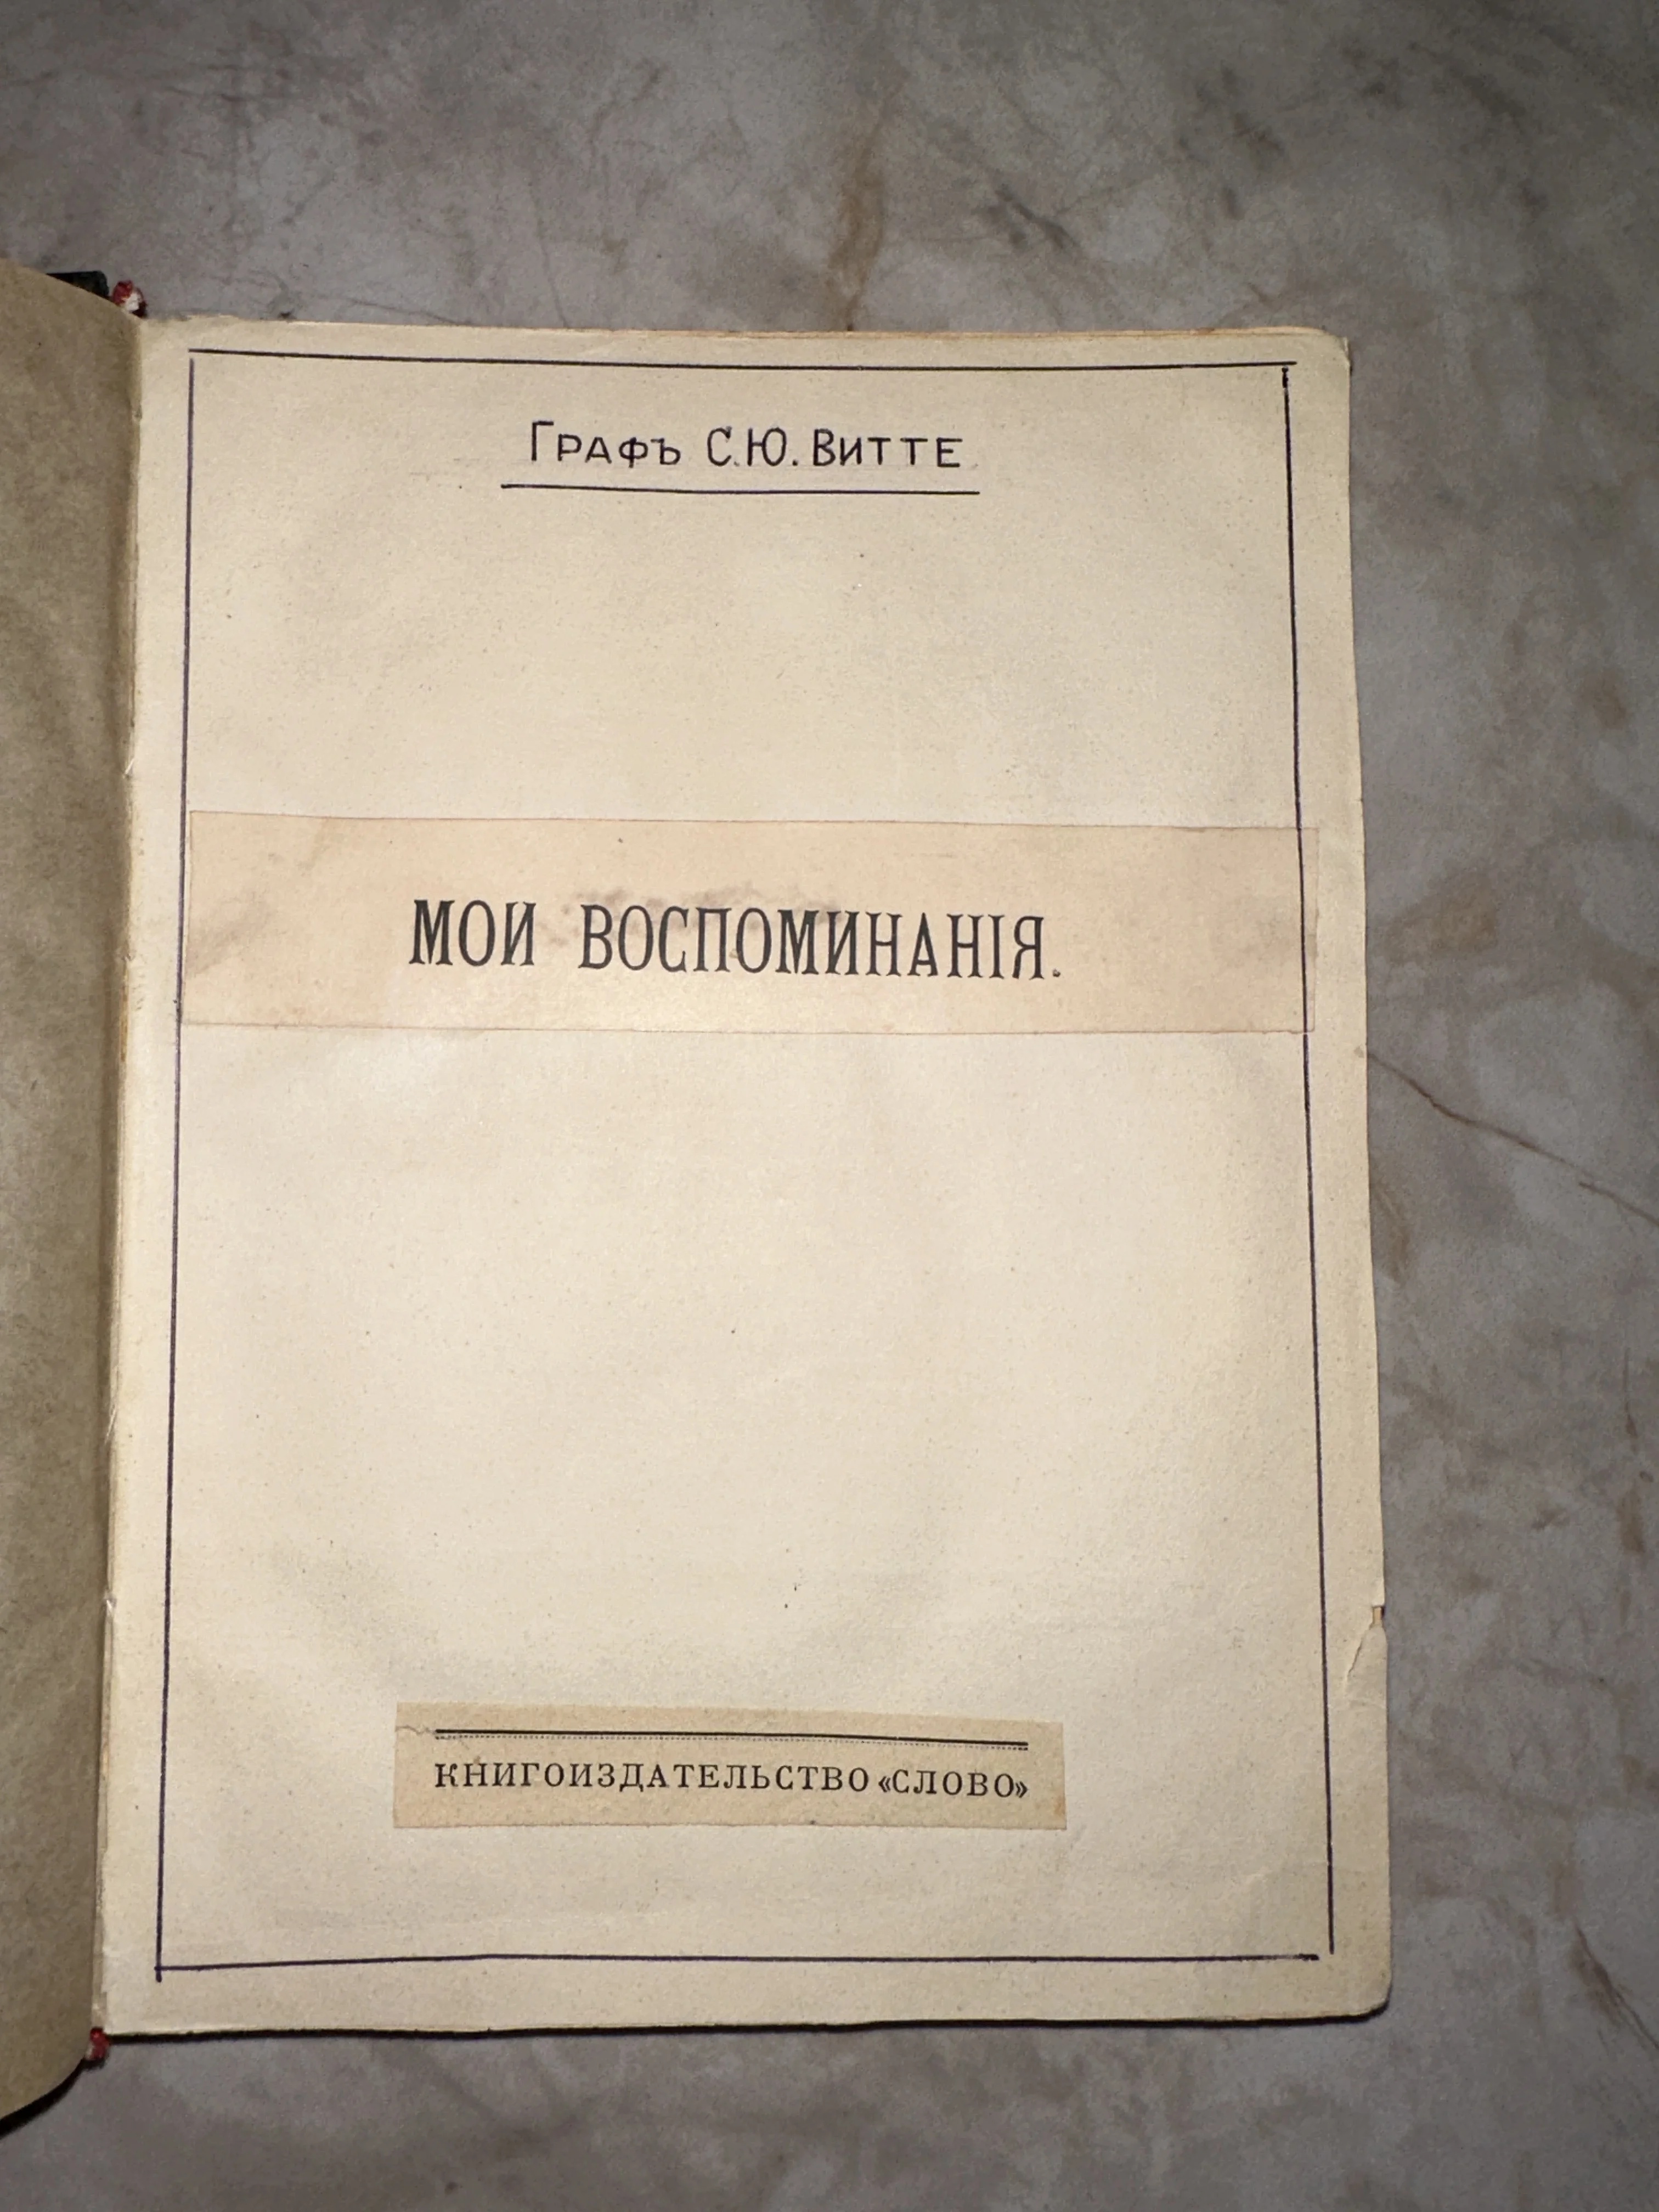 Графъ С.Ю. Витте
МОИ ВОСПОМИНАНІЯ.
КНИГОИЗДАТЕЛЬСТВО «СЛОВО»